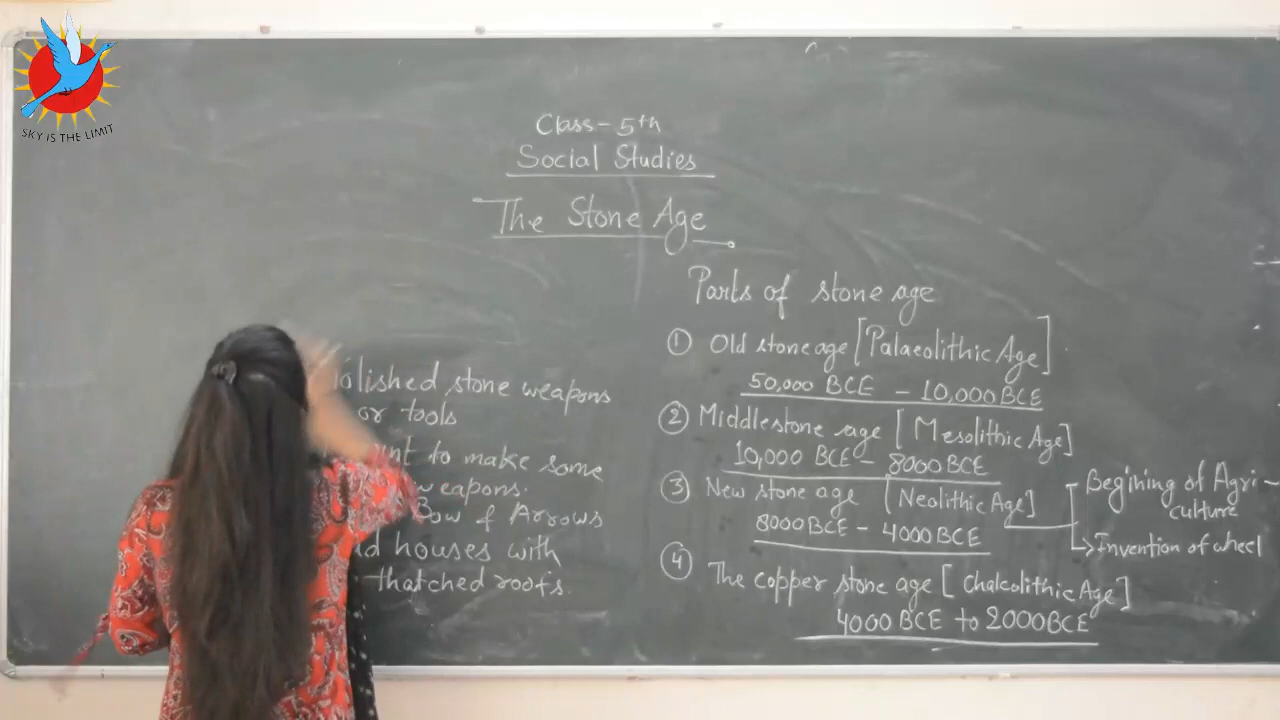 SKY IS THE LIMIT
Class - 5th
Social Studies
The Stone Age
stone weapons
or tools
to make some
weapons.
Bow & Arrows
houses with
thatched roofs.
Parts of stone age
① Old stone age [Palaeolithic Age]
50,000 BCE - 10,000 BCE
② Middle stone age [Mesolithic Age]
10,000 BCE - 8000 BCE
③ New stone age [Neolithic Age]
8000 BCE - 4000 BCE
Begining of Agri-
culture
Invention of wheel
④ The copper stone age [Chalcolithic Age]
4000 BCE to 2000 BCE